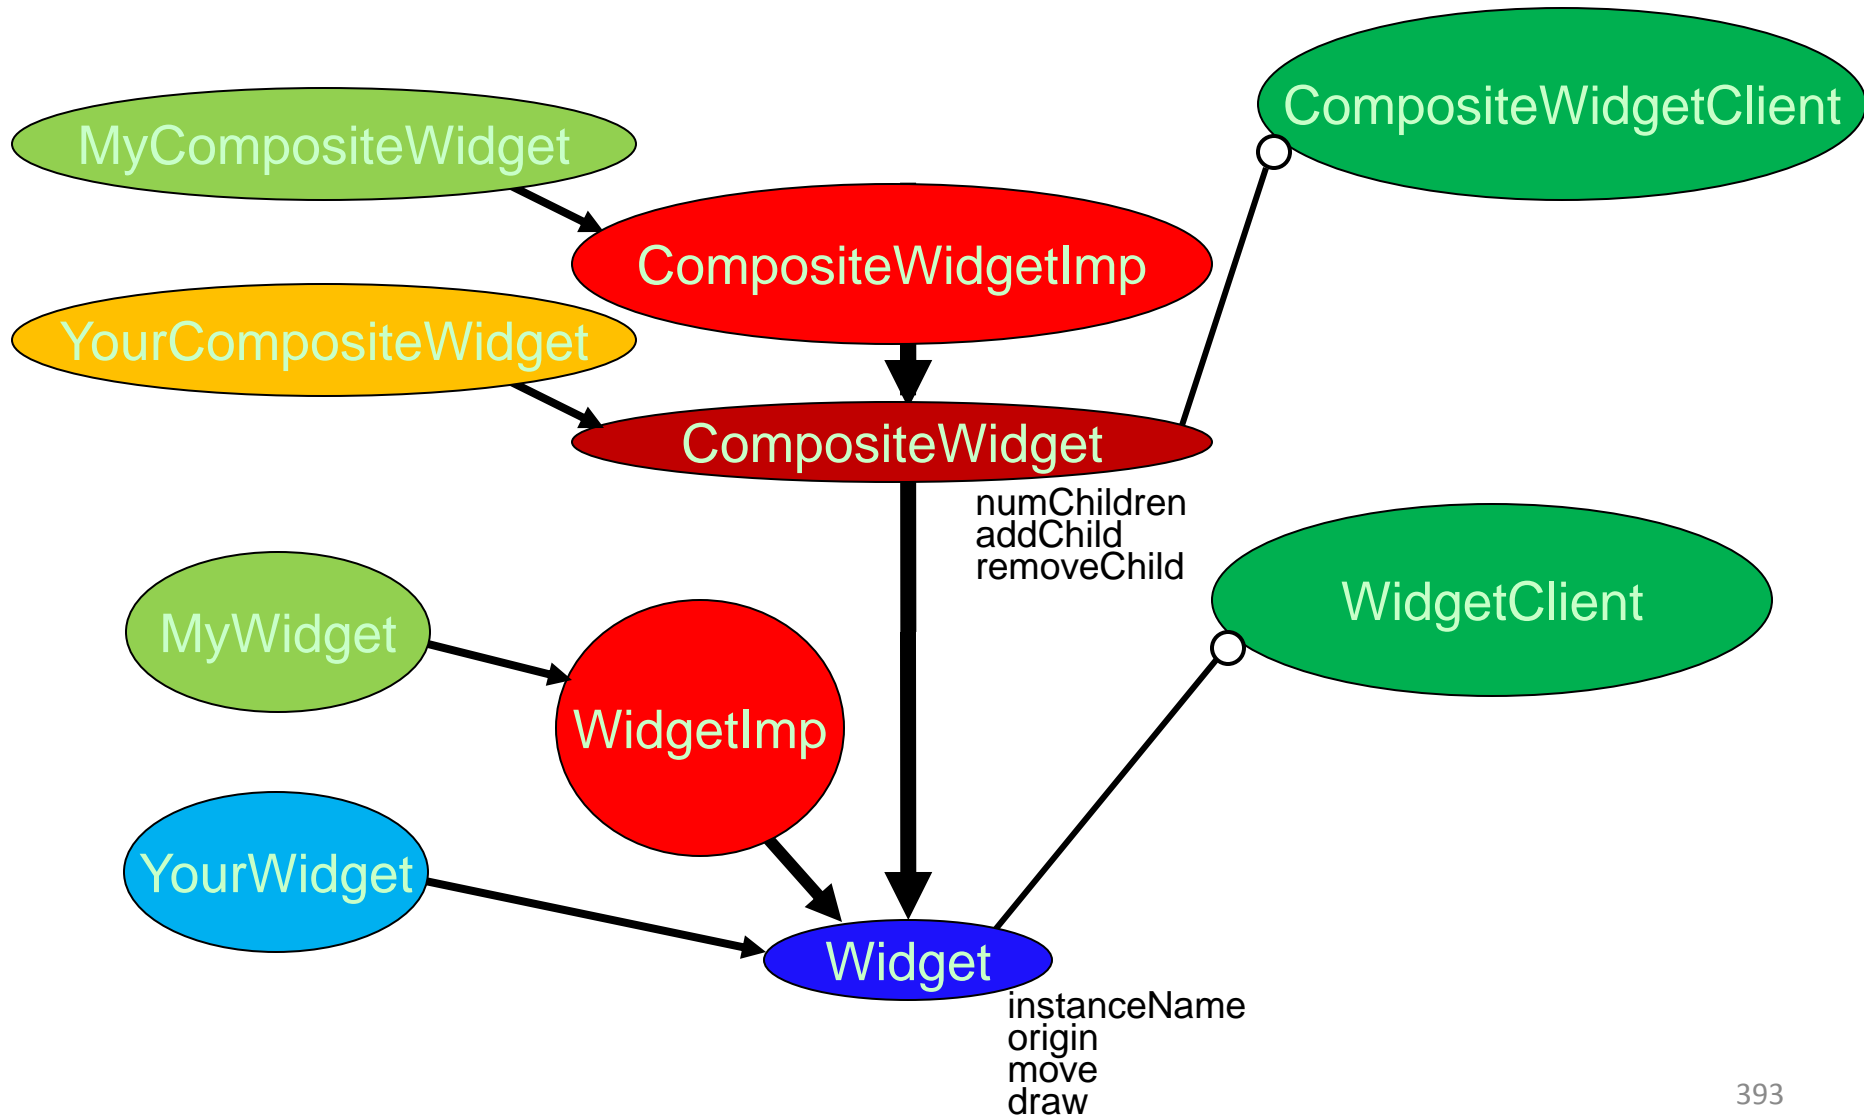 CompositeWidgetClient
MyCompositeWidget
CompositeWidgetImp
YourCompositeWidget
CompositeWidget
numChildren
addChild
removeChild
WidgetClient
MyWidget
WidgetImp
YourWidget
Widget
instanceName
origin
move
draw
393